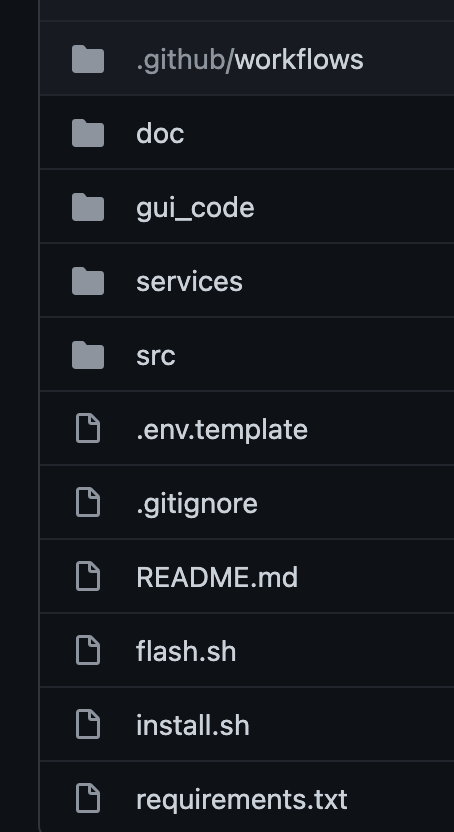 .github/workflows
doc
gui_code
services
src
.env.template
.gitignore
README.md
flash.sh
install.sh
requirements.txt